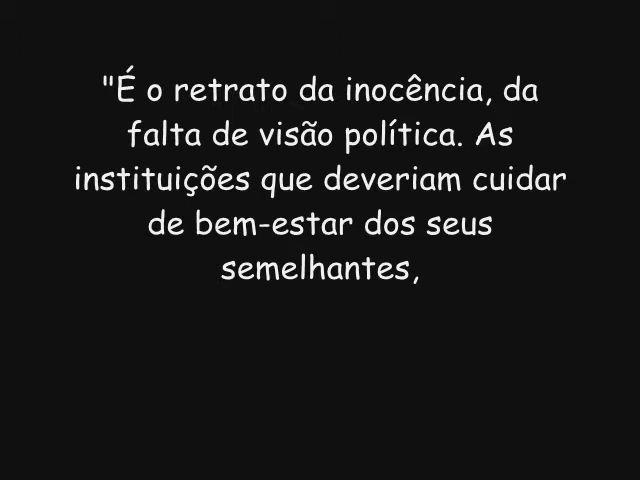 "É o retrato da inocência, da
falta de visão política. As
instituições que deveriam cuidar
de bem-estar dos seus
semelhantes,